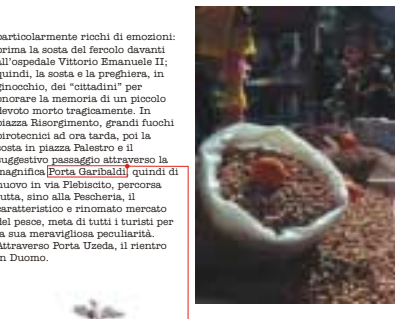 particolarmente ricchi di emozioni:
prima la sosta del fercolo davanti
all'ospedale Vittorio Emanuele II;
quindi, la sosta e la preghiera, in
ginocchio, dei "cittadini" per
onorare la memoria di un piccolo
devoto morto tragicamente. In
piazza Risorgimento, grandi fuochi
pirotecnici ad ora tarda, poi la
sosta in piazza Palestro e il
suggestivo passaggio attraverso la
magnifica Porta Garibaldi, quindi di
nuovo in via Plebiscito, percorsa
tutta, sino alla Pescheria, il
caratteristico e rinomato mercato
del pesce, meta di tutti i turisti per
la sua meravigliosa peculiarità.
Attraverso Porta Uzeda, il rientro
in Duomo.